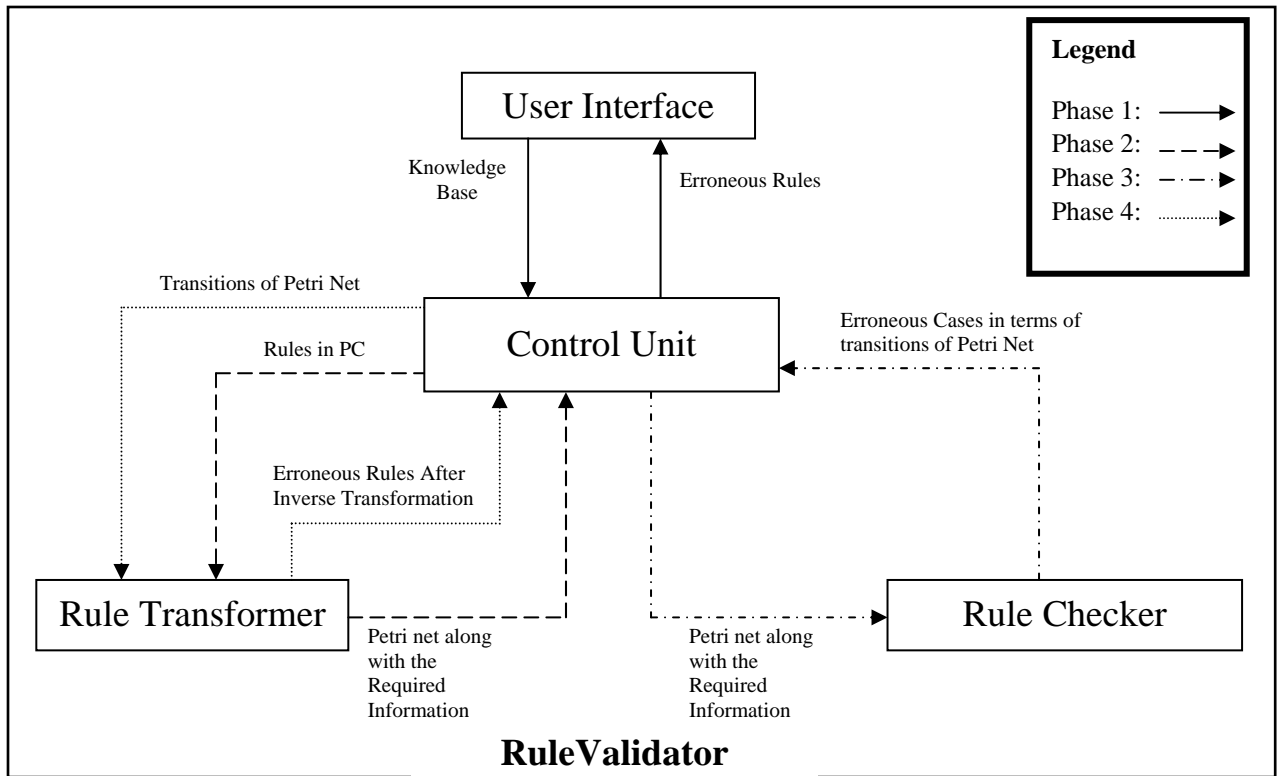 Legend
Phase 1:
Phase 2:
Phase 3:
Phase 4:
User Interface
Knowledge
Base
Erroneous Rules
Transitions of Petri Net
Rules in PC
Control Unit
Erroneous Cases in terms of
transitions of Petri Net
Erroneous Rules After
Inverse Transformation
Rule Transformer
Rule Checker
Petri net along
with the
Required
Information
Petri net along
with the
Required
Information
RuleValidator